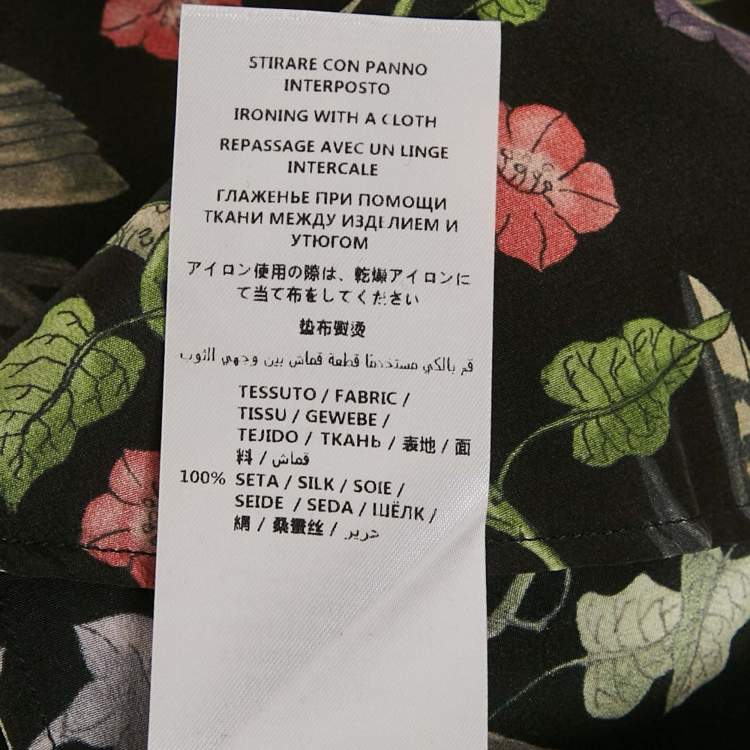 STIRARE CON PANNO
INTERPOSTO
IRONING WITH A CLOTH
REPASSAGE AVEC UN LINGE
INTERCALE
ГЛАЖЕНЬЕ ПРИ ПОМОЩИ
ТКАНИ МЕЖДУ ИЗДЕЛИЕМ И
УТЮГОМ
アイロン使用の際は、乾燥アイロンに
て当て布をしてください
垫布熨烫
قم بالكي مستخدمًا قطعة قماش بين وجهي الثوب
TESSUTO / FABRIC /
TISSU / GEWEBE /
TEJIDO / ТКАНЬ / 表地 / 面
料 / قماش
100% SETA / SILK / SOIE /
SEIDE / SEDA / ШЁЛК /
絹 / 桑蚕丝 / حرير